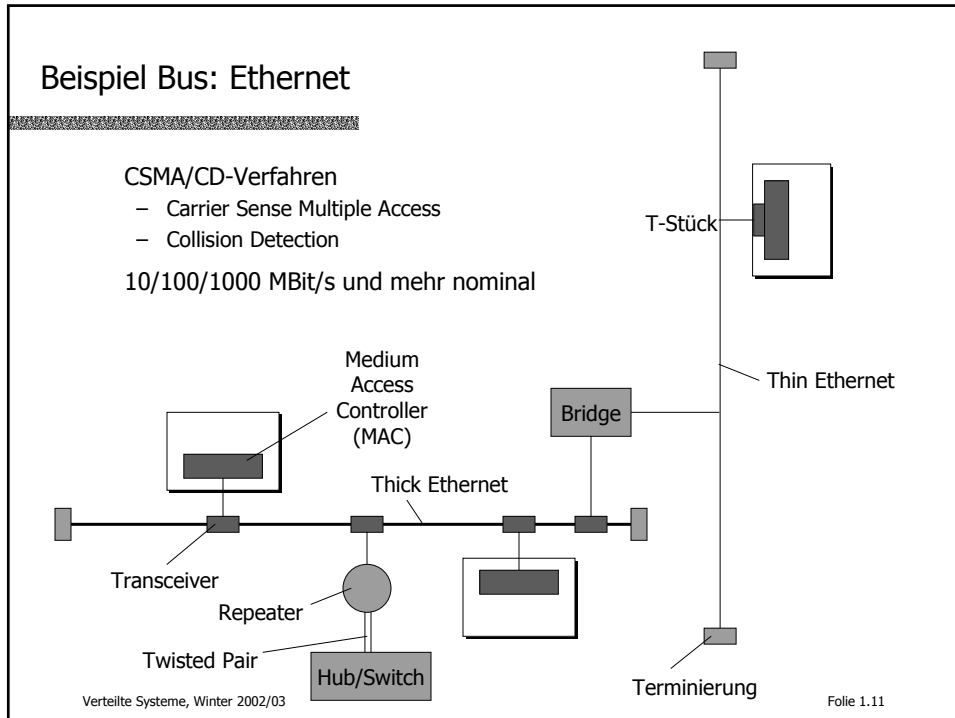 Beispiel Bus: Ethernet
CSMA/CD-Verfahren
– Carrier Sense Multiple Access
– Collision Detection
10/100/1000 MBit/s und mehr nominal
T-Stück
Thin Ethernet
Medium
Access
Controller
(MAC)
Bridge
Thick Ethernet
Transceiver
Repeater
Twisted Pair
Hub/Switch
Terminierung
Verteilte Systeme, Winter 2002/03
Folie 1.11